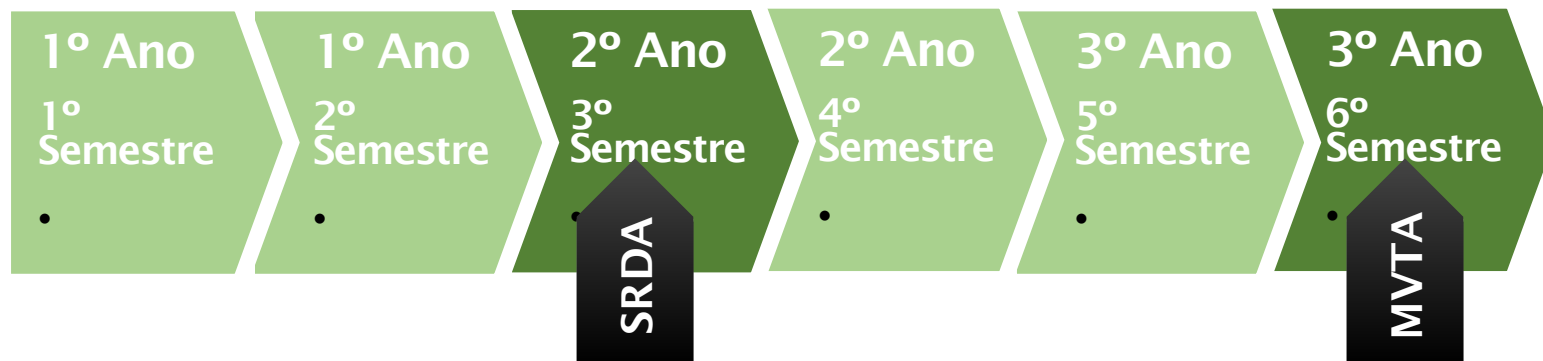 1º Ano
1º
Semestre
•
1º Ano
2º
Semestre
•
2º Ano
3º
Semestre
•
SRDA
2º Ano
4º
Semestre
•
3º Ano
5º
Semestre
•
3º Ano
6º
Semestre
•
MVTA